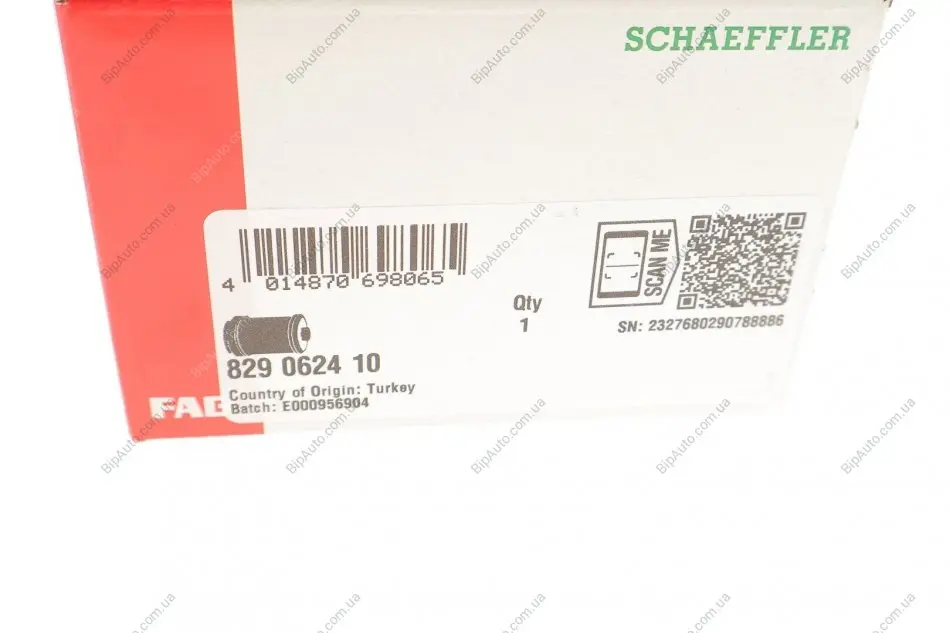 SCHAEFFLER
SCAN ME
4 014870 698065
Qty
1
SN: 2327680290788886
829 0624 10
Country of Origin: Turkey
Batch: E000956904
FAG
BipAuto.com.ua